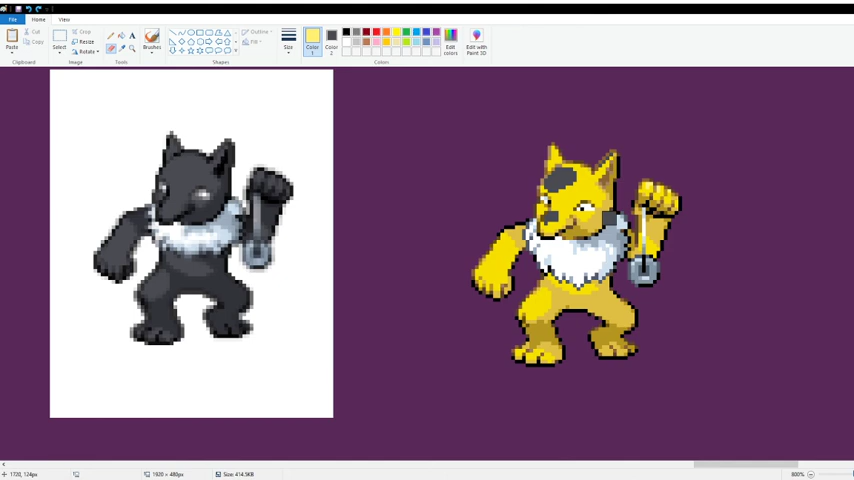 File Home View
Paste
Cut
Copy
Clipboard
Select
Crop
Resize
Rotate
Image
A
Tools
Brushes
Outline
Fill
Shapes
Size
Color 1
Color 2
Edit colors
Edit with Paint 3D
Colors
1720, 124px
1920 × 480px
Size: 414.5KB
800%